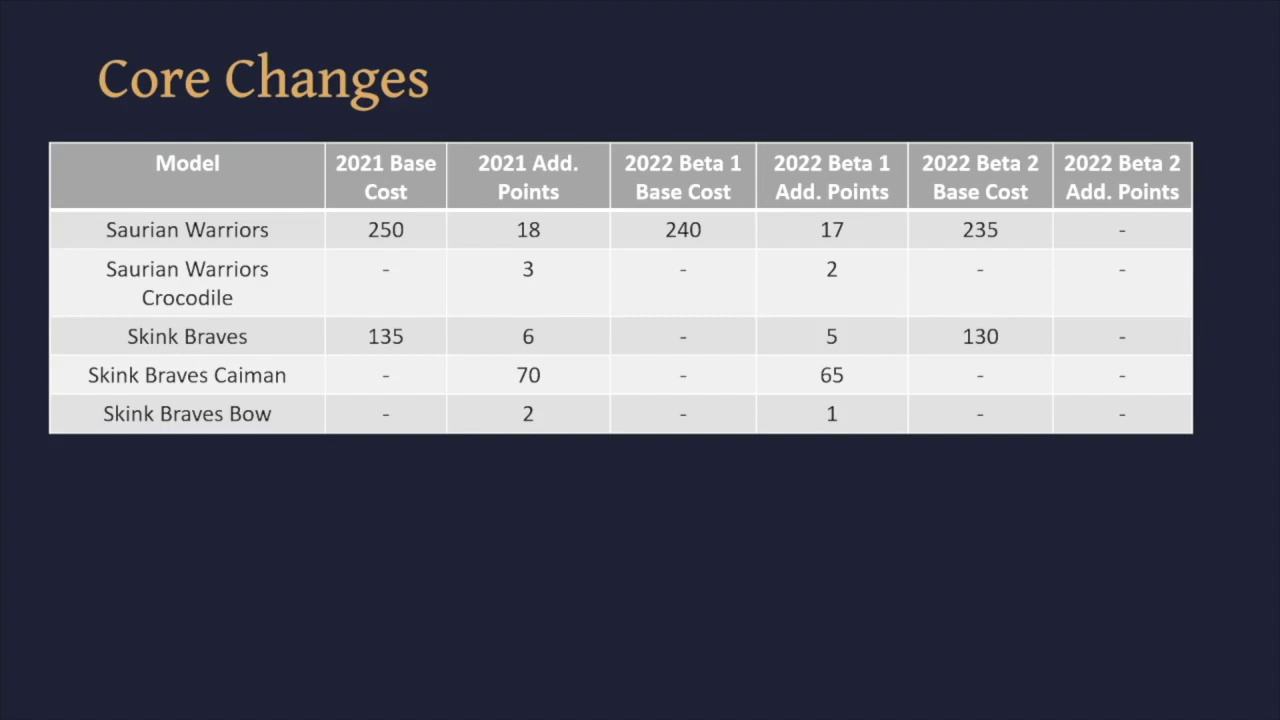 Core Changes
Model 2021 Base Cost 2021 Add. Points 2022 Beta 1 Base Cost 2022 Beta 1 Add. Points 2022 Beta 2 Base Cost 2022 Beta 2 Add. Points
Saurian Warriors 250 18 240 17 235 -
Saurian Warriors Crocodile - 3 - 2 - -
Skink Braves 135 6 - 5 130 -
Skink Braves Caiman - 70 - 65 - -
Skink Braves Bow - 2 - 1 - -